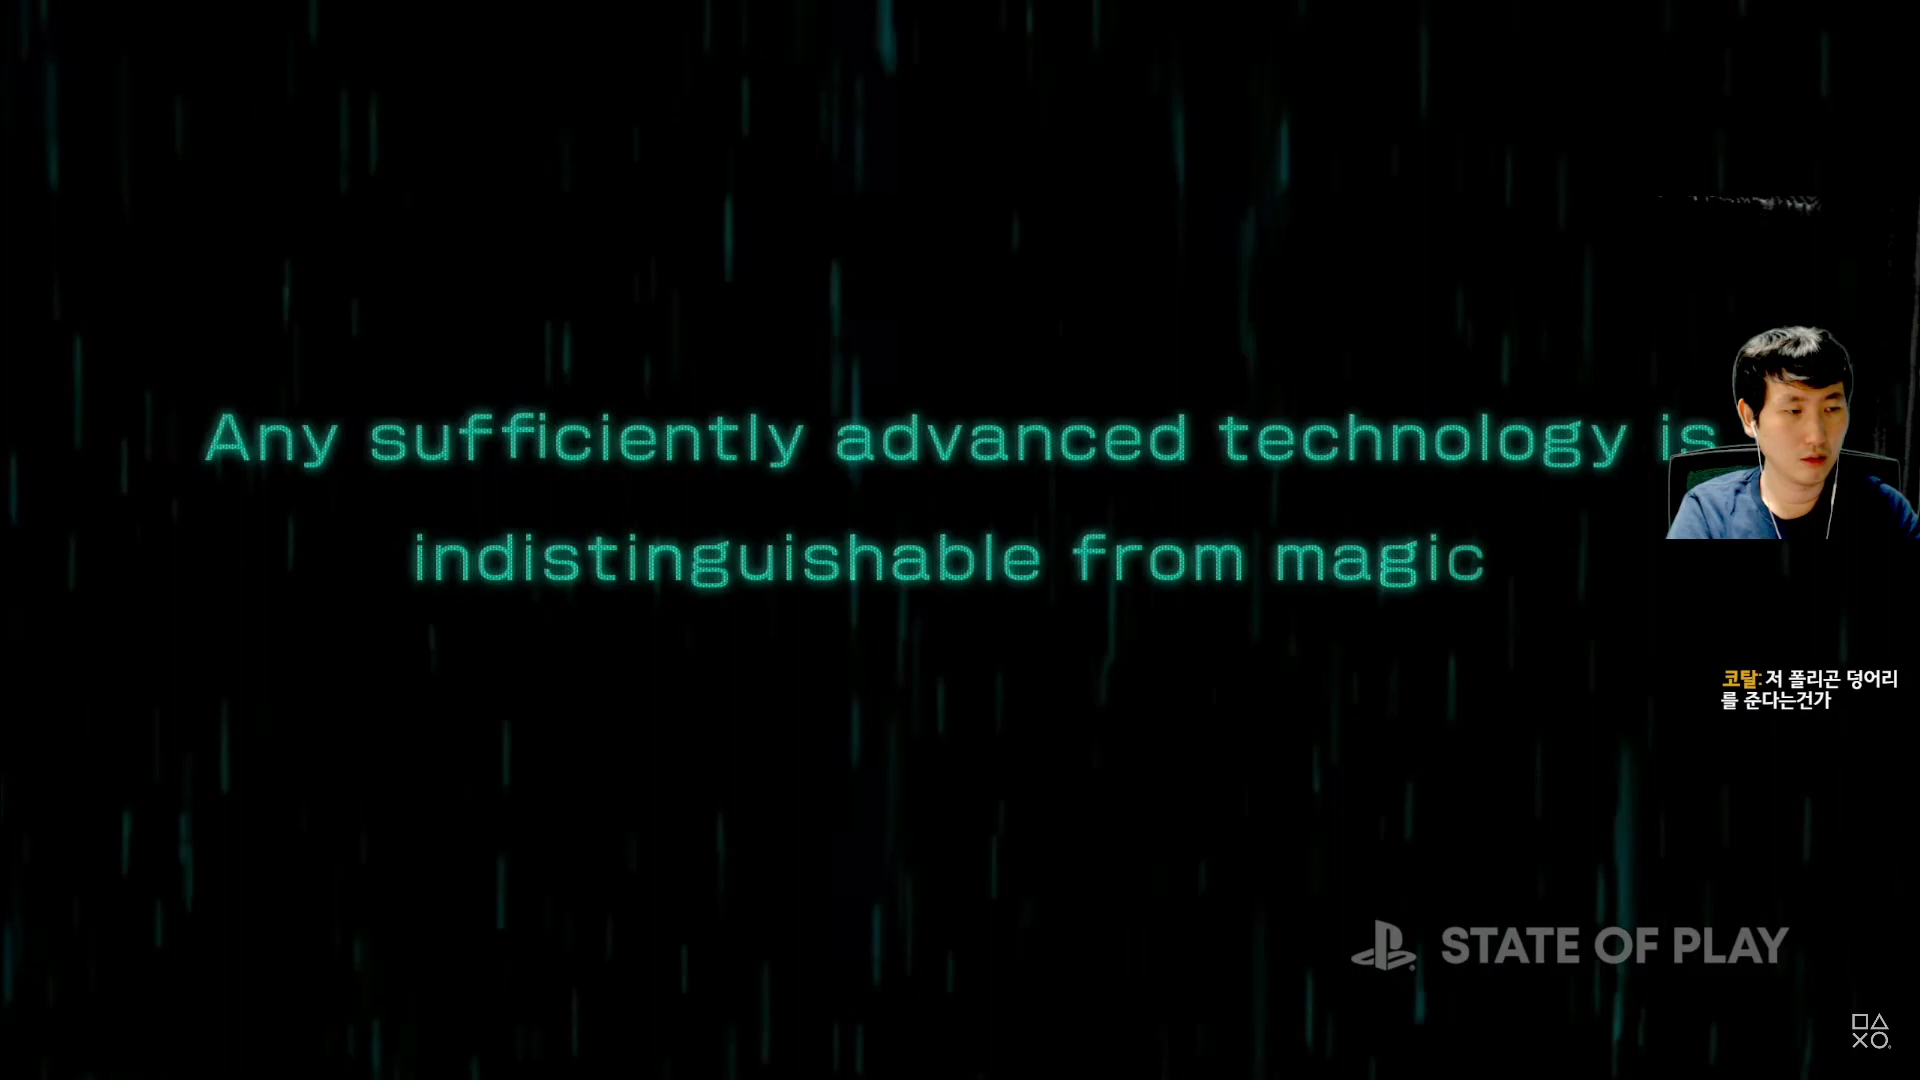 Any sufficiently advanced technology is
indistinguishable from magic
코탈: 저 폴리곤 덩어리
를 준다는건가
STATE OF PLAY